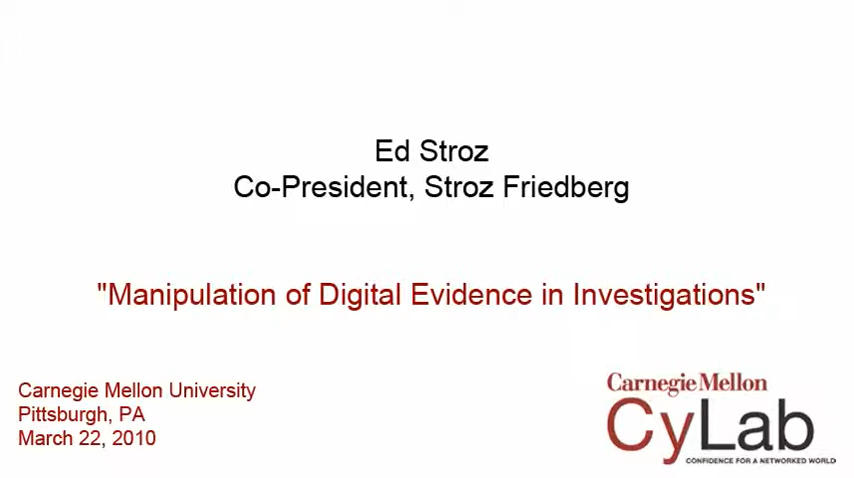 Ed Stroz
Co-President, Stroz Friedberg
"Manipulation of Digital Evidence in Investigations"
Carnegie Mellon University
Pittsburgh, PA
March 22, 2010
Carnegie Mellon
CyLab
CONFIDENCE FOR A NETWORKED WORLD